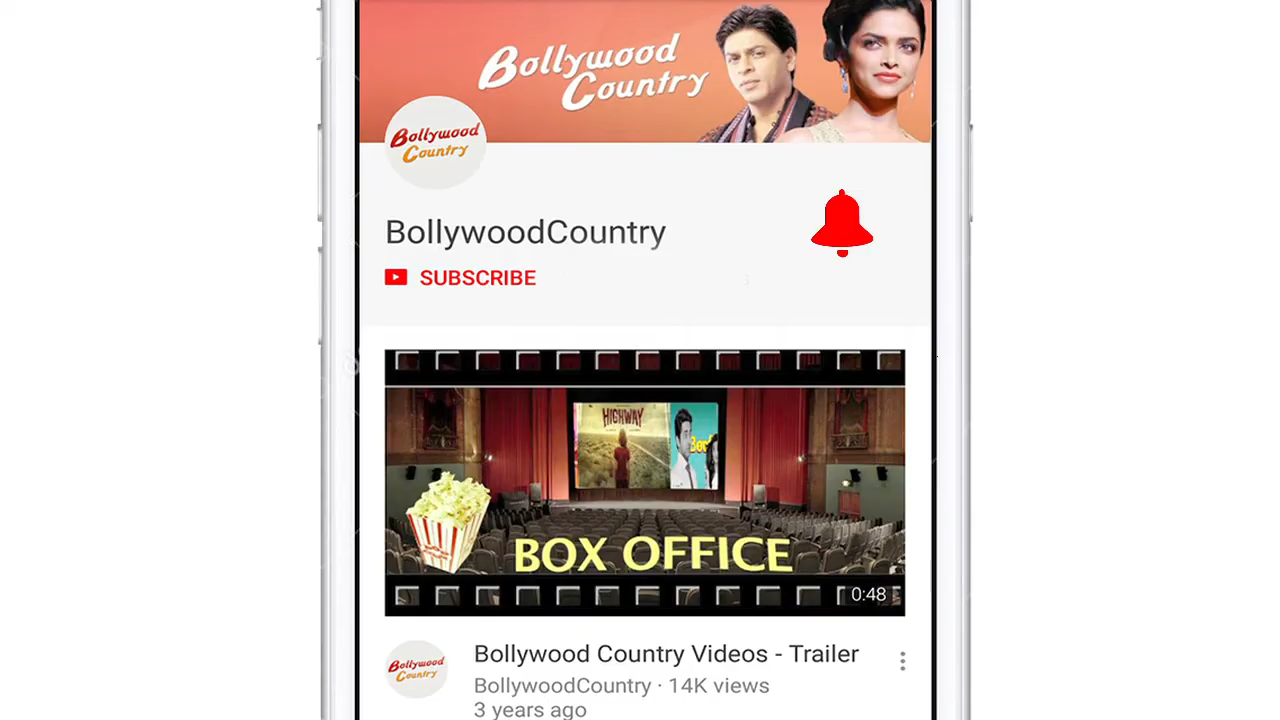 Bollywood
Country
Bollywood
Country
BollywoodCountry
SUBSCRIBE
HIGHWAY
BOX OFFICE
0:48
Bollywood
Country
Bollywood Country Videos - Trailer
BollywoodCountry · 14K views
3 years ago